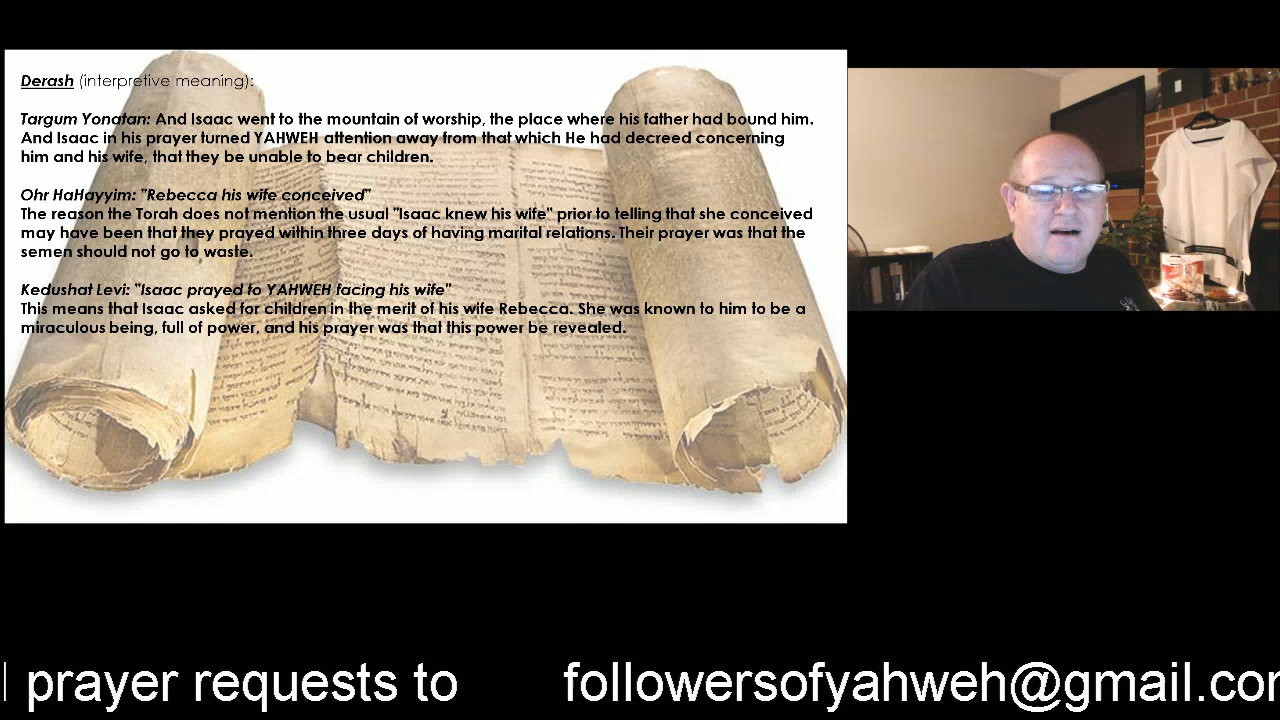 Derash (interpretive meaning):
Targum Yonatan: And Isaac went to the mountain of worship, the place where his father had bound him.
And Isaac in his prayer turned YAHWEH attention away from that which He had decreed concerning
him and his wife, that they be unable to bear children.
Ohr HaHayyim: "Rebecca his wife conceived"
The reason the Torah does not mention the usual "Isaac knew his wife" prior to telling that she conceived
may have been that they prayed within three days of having marital relations. Their prayer was that the
semen should not go to waste.
Kedushat Levi: "Isaac prayed to YAHWEH facing his wife"
This means that Isaac asked for children in the merit of his wife Rebecca. She was known to him to be a
miraculous being, full of power, and his prayer was that this power be revealed.
prayer requests to followersofyahweh@gmail.co